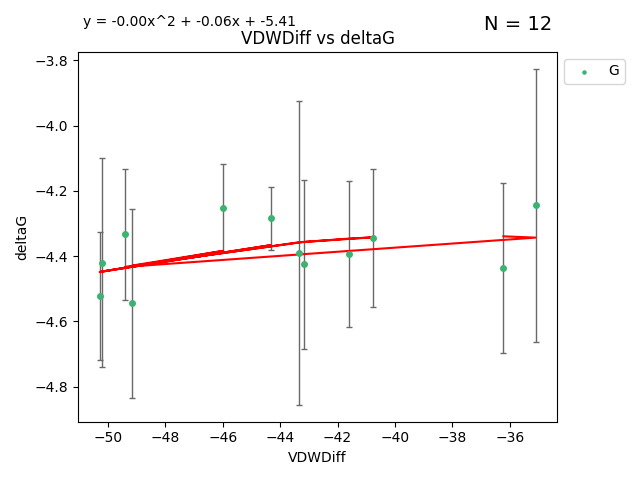 y = -0.00x^2 + -0.06x + -5.41
N = 12
VDWDiff vs deltaG
G
−3.8
−4.0
−4.2
−4.4
−4.6
−4.8
deltaG
−50
−48
−46
−44
−42
−40
−38
−36
VDWDiff